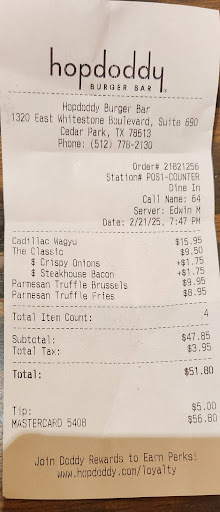 hopdoddy
BURGER BAR
Hopdoddy Burger Bar
1320 East Whitestone Boulevard, Suite 690
Cedar Park, TX 78613
Phone: (512) 778-2130
Order# 21821256
Station# POS1-COUNTER
Dine In
Call Name: 64
Server: Edwin M
Date: 2/21/25, 7:47 PM
Cadillac Wagyu $15.95
The Classic $9.50
$ Crispy Onions +$1.75
$ Steakhouse Bacon +$1.75
Parmesan Truffle Brussels $9.95
Parmesan Truffle Fries $8.95
Total Item Count: 4
Subtotal: $47.85
Total Tax: $3.95
Total: $51.80
Tip: $5.00
MASTERCARD 5408 $56.80
Join Doddy Rewards to Earn Perks!
www.hopdoddy.com/loyalty